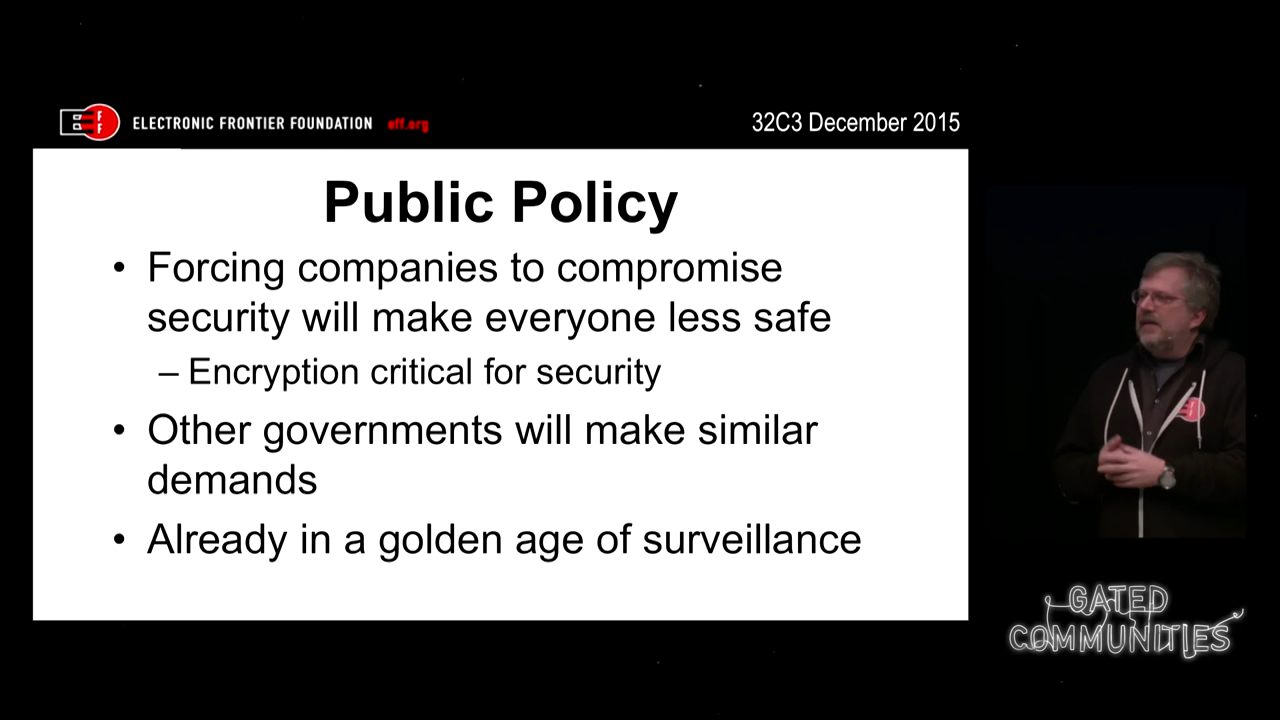 EFF
ELECTRONIC FRONTIER FOUNDATION eff.org
32C3 December 2015
Public Policy
• Forcing companies to compromise
security will make everyone less safe
– Encryption critical for security
• Other governments will make similar
demands
• Already in a golden age of surveillance
EFF
GATED
COMMUNITIES